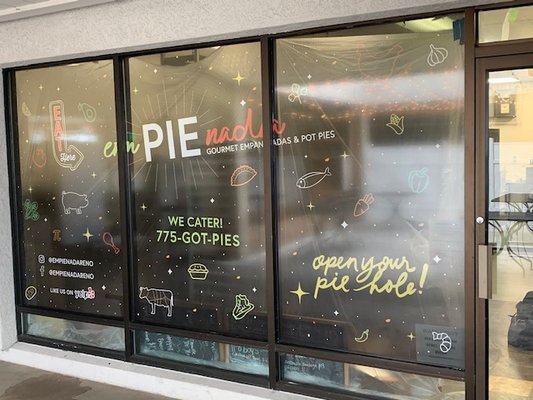 EAT
Here
emPIEnada
GOURMET EMPANADAS & POT PIES
WE CATER!
775-GOT-PIES
@EMPIENADARENO
@EMPIENADARENO
LIKE US ON yelp
open your
pie hole!